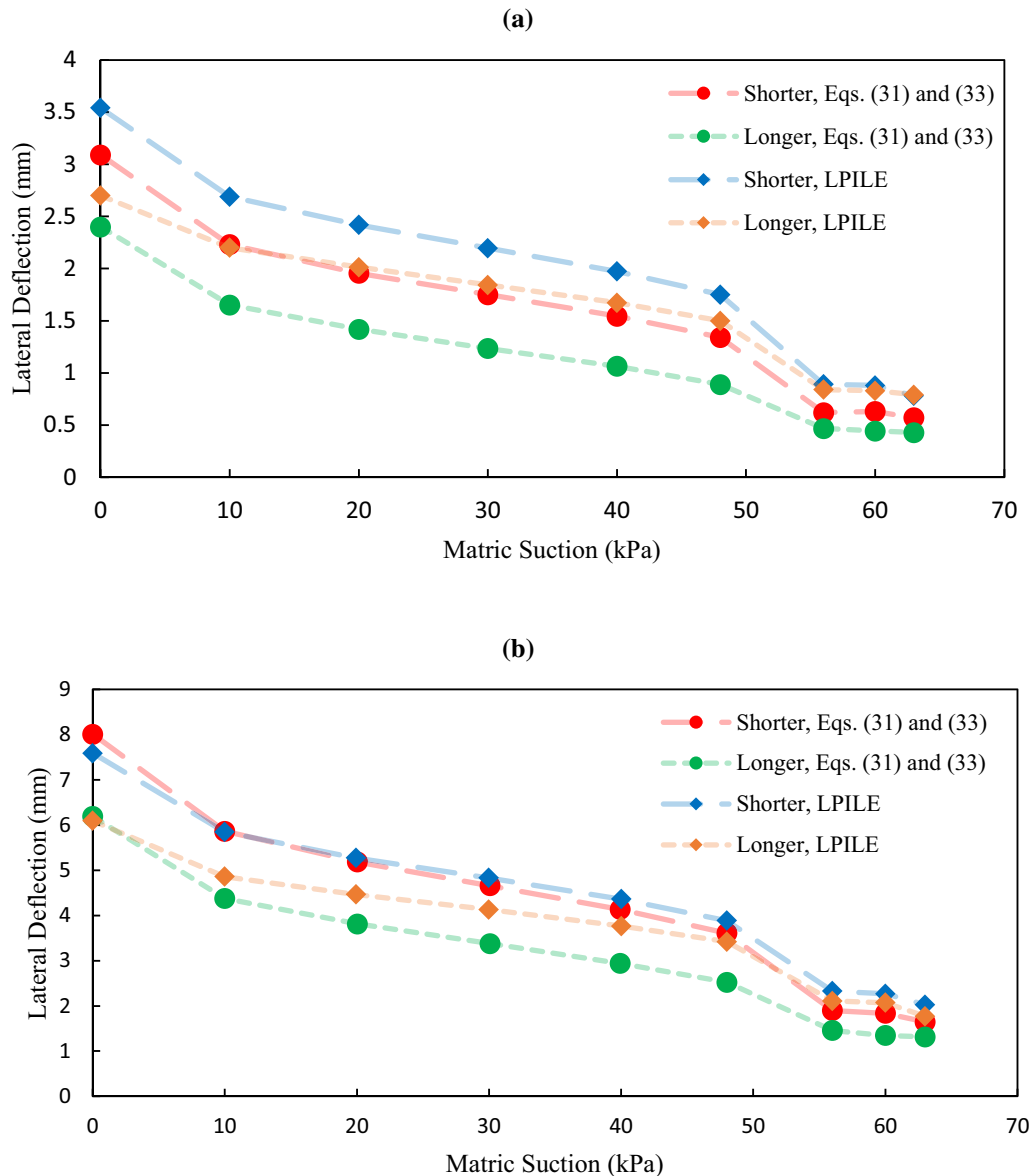 (a)
4
3.5
3
2.5
2
1.5
1
0.5
0
Lateral Deflection (mm)
Shorter, Eqs. (31) and (33)
Longer, Eqs. (31) and (33)
Shorter, LPILE
Longer, LPILE
0 10 20 30 40 50 60 70
Matric Suction (kPa)
(b)
9
8
7
6
5
4
3
2
1
0
Lateral Deflection (mm)
Shorter, Eqs. (31) and (33)
Longer, Eqs. (31) and (33)
Shorter, LPILE
Longer, LPILE
0 10 20 30 40 50 60 70
Matric Suction (kPa)